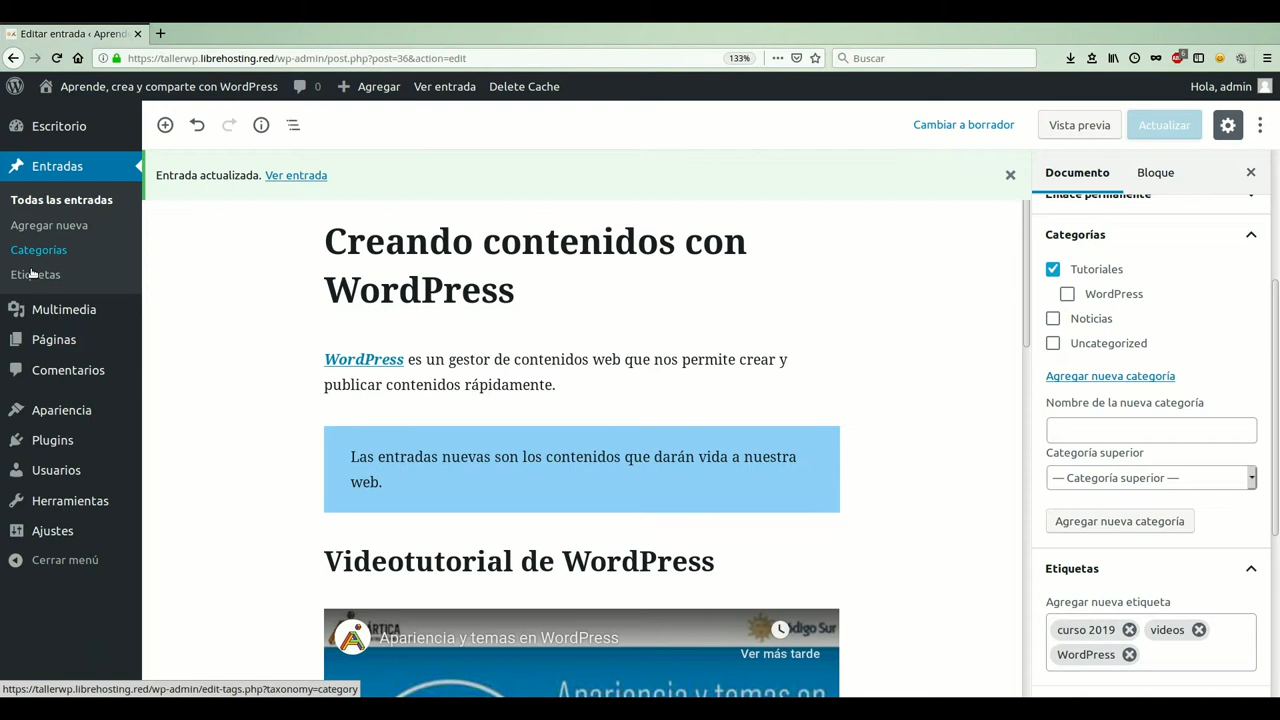 Editar entrada ‹ Aprend
https://tallerwp.librehosting.red/wp-admin/post.php?post=36&action=edit
133%
Buscar
6
Aprende, crea y comparte con WordPress
0
Agregar
Ver entrada
Delete Cache
Hola, admin
Escritorio
Entradas
Todas las entradas
Agregar nueva
Categorías
Etiquetas
Multimedia
Páginas
Comentarios
Apariencia
Plugins
Usuarios
Herramientas
Ajustes
Cerrar menú
Cambiar a borrador
Vista previa
Actualizar
Entrada actualizada. Ver entrada
Creando contenidos con
WordPress
WordPress es un gestor de contenidos web que nos permite crear y
publicar contenidos rápidamente.
Las entradas nuevas son los contenidos que darán vida a nuestra
web.
Videotutorial de WordPress
Apariencia y temas en WordPress
Ver más tarde
Apariencia y temas en
Documento
Bloque
Enlace permanente
Categorías
Tutoriales
WordPress
Noticias
Uncategorized
Agregar nueva categoría
Nombre de la nueva categoría
Categoría superior
— Categoría superior —
Agregar nueva categoría
Etiquetas
Agregar nueva etiqueta
curso 2019
videos
WordPress
https://tallerwp.librehosting.red/wp-admin/edit-tags.php?taxonomy=category